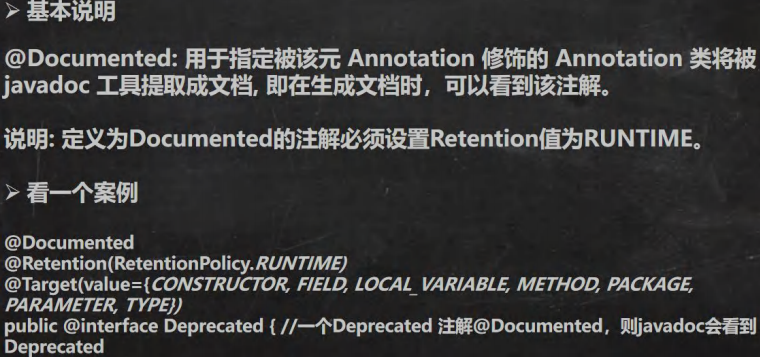 ➢ 基本说明
@Documented: 用于指定被该元 Annotation 修饰的 Annotation 类将被
javadoc 工具提取成文档, 即在生成文档时，可以看到该注解。
说明: 定义为Documented的注解必须设置Retention值为RUNTIME。
➢ 看一个案例
@Documented
@Retention(RetentionPolicy.RUNTIME)
@Target(value={CONSTRUCTOR, FIELD, LOCAL_VARIABLE, METHOD, PACKAGE,
PARAMETER, TYPE})
public @interface Deprecated { //一个Deprecated 注解@Documented，则javadoc会看到
Deprecated